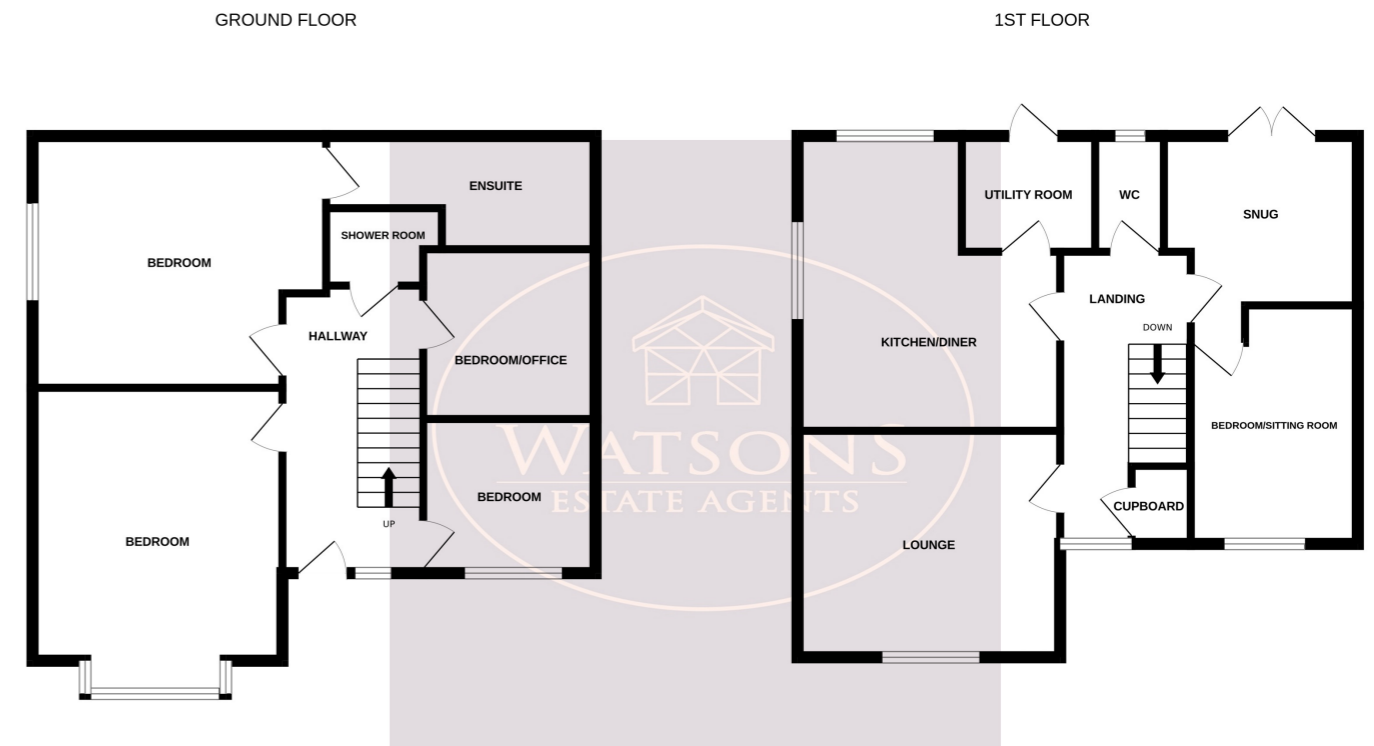 GROUND FLOOR
ENSUITE
SHOWER ROOM
BEDROOM
HALLWAY
BEDROOM/OFFICE
BEDROOM
UP
BEDROOM
1ST FLOOR
UTILITY ROOM
WC
SNUG
LANDING
DOWN
KITCHEN/DINER
BEDROOM/SITTING ROOM
CUPBOARD
LOUNGE
WATSONS
ESTATE AGENTS